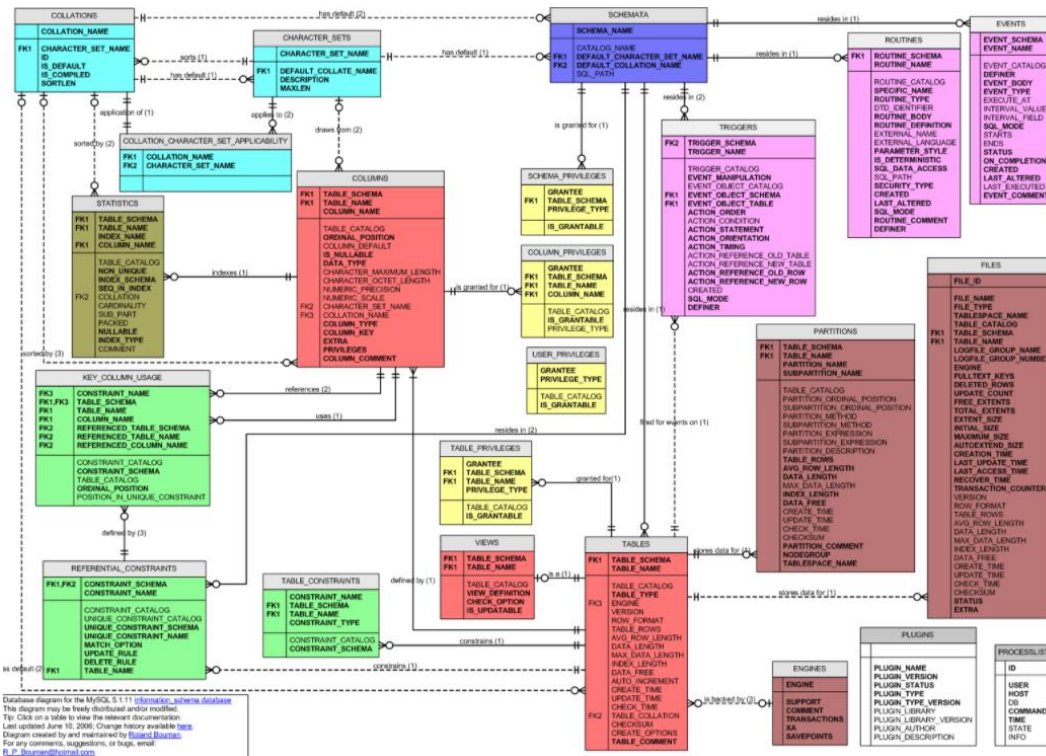 COLLATIONS
COLLATION_NAME
FK1 CHARACTER_SET_NAME
ID
IS_DEFAULT
IS_COMPILED
SORTLEN
has default (2)
sorts (1)
has default (1)
application of (1)
CHARACTER_SETS
CHARACTER_SET_NAME
FK1 DEFAULT_COLLATE_NAME
DESCRIPTION
MAXLEN
has default (1)
applies to (2)
draws from (2)
sorted by (2)
COLLATION_CHARACTER_SET_APPLICABILITY
FK1 COLLATION_NAME
FK2 CHARACTER_SET_NAME
SCHEMATA
SCHEMA_NAME
CATALOG_NAME
FK1 DEFAULT_CHARACTER_SET_NAME
FK2 DEFAULT_COLLATION_NAME
SQL_PATH
resides in (1)
resides in (1)
resides in (2)
is granted for (1)
ROUTINES
FK1 ROUTINE_SCHEMA
ROUTINE_NAME
ROUTINE_CATALOG
SPECIFIC_NAME
ROUTINE_TYPE
DTD_IDENTIFIER
ROUTINE_BODY
ROUTINE_DEFINITION
EXTERNAL_NAME
EXTERNAL_LANGUAGE
PARAMETER_STYLE
IS_DETERMINISTIC
SQL_DATA_ACCESS
SQL_PATH
SECURITY_TYPE
CREATED
LAST_ALTERED
SQL_MODE
ROUTINE_COMMENT
DEFINER
EVENTS
EVENT_SCHEMA
EVENT_NAME
EVENT_CATALOG
DEFINER
EVENT_BODY
EVENT_TYPE
EXECUTE_AT
INTERVAL_VALUE
INTERVAL_FIELD
SQL_MODE
STARTS
ENDS
STATUS
ON_COMPLETION
CREATED
LAST_ALTERED
LAST_EXECUTED
EVENT_COMMENT
TRIGGERS
FK2 TRIGGER_SCHEMA
TRIGGER_NAME
TRIGGER_CATALOG
EVENT_MANIPULATION
EVENT_OBJECT_CATALOG
FK1 EVENT_OBJECT_SCHEMA
FK1 EVENT_OBJECT_TABLE
ACTION_ORDER
ACTION_CONDITION
ACTION_STATEMENT
ACTION_ORIENTATION
ACTION_TIMING
ACTION_REFERENCE_OLD_TABLE
ACTION_REFERENCE_NEW_TABLE
ACTION_REFERENCE_OLD_ROW
ACTION_REFERENCE_NEW_ROW
CREATED
SQL_MODE
DEFINER
STATISTICS
FK1 TABLE_SCHEMA
FK1 TABLE_NAME
INDEX_NAME
FK1 COLUMN_NAME
TABLE_CATALOG
NON_UNIQUE
INDEX_SCHEMA
SEQ_IN_INDEX
FK2 COLLATION
CARDINALITY
SUB_PART
PACKED
NULLABLE
INDEX_TYPE
COMMENT
indexes (1)
sorted by (3)
COLUMNS
FK1 TABLE_SCHEMA
FK1 TABLE_NAME
COLUMN_NAME
TABLE_CATALOG
ORDINAL_POSITION
COLUMN_DEFAULT
IS_NULLABLE
DATA_TYPE
CHARACTER_MAXIMUM_LENGTH
CHARACTER_OCTET_LENGTH
NUMERIC_PRECISION
NUMERIC_SCALE
FK2 CHARACTER_SET_NAME
FK3 COLLATION_NAME
COLUMN_TYPE
COLUMN_KEY
EXTRA
PRIVILEGES
COLUMN_COMMENT
SCHEMA_PRIVILEGES
GRANTEE
FK1 TABLE_SCHEMA
PRIVILEGE_TYPE
IS_GRANTABLE
COLUMN_PRIVILEGES
GRANTEE
FK1 TABLE_SCHEMA
FK1 TABLE_NAME
FK1 COLUMN_NAME
TABLE_CATALOG
IS_GRANTABLE
PRIVILEGE_TYPE
is granted for (1)
resides in (1)
USER_PRIVILEGES
GRANTEE
PRIVILEGE_TYPE
TABLE_CATALOG
IS_GRANTABLE
FILES
FILE_ID
FILE_NAME
FILE_TYPE
TABLESPACE_NAME
TABLE_CATALOG
FK1 TABLE_SCHEMA
FK1 TABLE_NAME
LOGFILE_GROUP_NAME
LOGFILE_GROUP_NUMBE
ENGINE
FULLTEXT_KEYS
DELETED_ROWS
UPDATE_COUNT
FREE_EXTENTS
TOTAL_EXTENTS
EXTENT_SIZE
INITIAL_SIZE
MAXIMUM_SIZE
AUTOEXTEND_SIZE
CREATION_TIME
LAST_UPDATE_TIME
LAST_ACCESS_TIME
RECOVER_TIME
TRANSACTION_COUNTER
VERSION
ROW_FORMAT
TABLE_ROWS
AVG_ROW_LENGTH
DATA_LENGTH
MAX_DATA_LENGTH
INDEX_LENGTH
DATA_FREE
CREATE_TIME
UPDATE_TIME
CHECK_TIME
CHECKSUM
STATUS
EXTRA
PARTITIONS
FK1 TABLE_SCHEMA
FK1 TABLE_NAME
PARTITION_NAME
SUBPARTITION_NAME
TABLE_CATALOG
PARTITION_ORDINAL_POSITION
SUBPARTITION_ORDINAL_POSITION
PARTITION_METHOD
SUBPARTITION_METHOD
PARTITION_EXPRESSION
SUBPARTITION_EXPRESSION
PARTITION_DESCRIPTION
TABLE_ROWS
AVG_ROW_LENGTH
DATA_LENGTH
MAX_DATA_LENGTH
INDEX_LENGTH
DATA_FREE
CREATE_TIME
UPDATE_TIME
CHECK_TIME
CHECKSUM
PARTITION_COMMENT
NODEGROUP
TABLESPACE_NAME
KEY_COLUMN_USAGE
FK3 CONSTRAINT_NAME
FK1,FK3 TABLE_SCHEMA
FK1 TABLE_NAME
FK1 COLUMN_NAME
FK2 REFERENCED_TABLE_SCHEMA
FK2 REFERENCED_TABLE_NAME
FK2 REFERENCED_COLUMN_NAME
CONSTRAINT_CATALOG
CONSTRAINT_SCHEMA
TABLE_CATALOG
ORDINAL_POSITION
POSITION_IN_UNIQUE_CONSTRAINT
references (2)
uses (1)
resides in (2)
fired for events on (1)
defined by (3)
TABLE_PRIVILEGES
GRANTEE
FK1 TABLE_SCHEMA
FK1 TABLE_NAME
PRIVILEGE_TYPE
TABLE_CATALOG
IS_GRANTABLE
granted for(1)
VIEWS
FK1 TABLE_SCHEMA
FK1 TABLE_NAME
TABLE_CATALOG
VIEW_DEFINITION
CHECK_OPTION
IS_UPDATABLE
is a (1)
defined by (1)
REFERENTIAL_CONSTRAINTS
FK1,FK2 CONSTRAINT_SCHEMA
CONSTRAINT_NAME
CONSTRAINT_CATALOG
UNIQUE_CONSTRAINT_CATALOG
UNIQUE_CONSTRAINT_SCHEMA
UNIQUE_CONSTRAINT_NAME
MATCH_OPTION
UPDATE_RULE
DELETE_RULE
FK1 TABLE_NAME
TABLE_CONSTRAINTS
CONSTRAINT_NAME
FK1 TABLE_SCHEMA
FK1 TABLE_NAME
CONSTRAINT_TYPE
CONSTRAINT_CATALOG
CONSTRAINT_SCHEMA
constrains (1)
constrains (1)
as default (2)
TABLES
FK1 TABLE_SCHEMA
TABLE_NAME
TABLE_CATALOG
TABLE_TYPE
FK3 ENGINE
VERSION
ROW_FORMAT
TABLE_ROWS
AVG_ROW_LENGTH
DATA_LENGTH
MAX_DATA_LENGTH
INDEX_LENGTH
DATA_FREE
AUTO_INCREMENT
CREATE_TIME
UPDATE_TIME
CHECK_TIME
FK2 TABLE_COLLATION
CHECKSUM
CREATE_OPTIONS
TABLE_COMMENT
stores data for (1)
stores data for (1)
is backed by (3)
ENGINES
ENGINE
SUPPORT
COMMENT
TRANSACTIONS
XA
SAVEPOINTS
PLUGINS
PLUGIN_NAME
PLUGIN_VERSION
PLUGIN_STATUS
PLUGIN_TYPE
PLUGIN_TYPE_VERSION
PLUGIN_LIBRARY
PLUGIN_LIBRARY_VERSION
PLUGIN_AUTHOR
PLUGIN_DESCRIPTION
PROCESSLIST
ID
USER
HOST
DB
COMMAND
TIME
STATE
INFO
Database diagram for the MySQL 5.1.11 information_schema database
This diagram may be freely distributed and/or modified.
Tip: Click on a table to view the relevant documentation.
Last updated June 10, 2006; Change history available here.
Diagram created by and maintained by Roland Bouman.
For any comments, suggestions, or bugs, email:
R_P_Bouman@hotmail.com